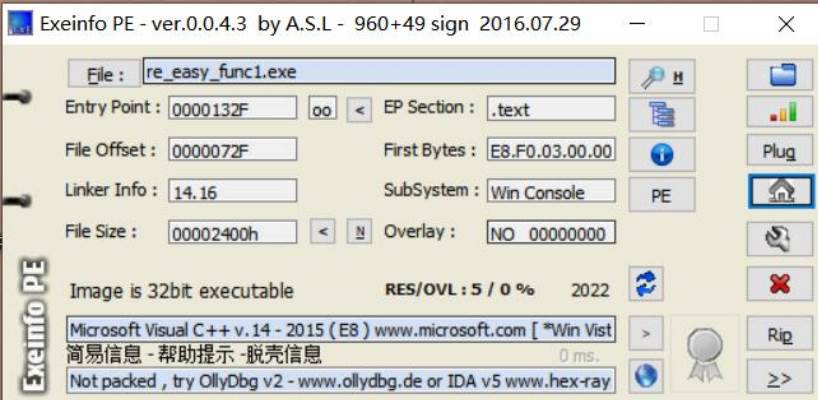 Exeinfo PE - ver.0.0.4.3 by A.S.L - 960+49 sign 2016.07.29
File : re_easy_func1.exe H
Entry Point : 0000132F oo < EP Section : .text
File Offset : 0000072F First Bytes : E8.F0.03.00.00 Plug
Linker Info : 14.16 SubSystem : Win Console PE
File Size : 00002400h < N Overlay : NO 00000000
Image is 32bit executable RES/OVL : 5 / 0 % 2022
Microsoft Visual C++ v.14 - 2015 ( E8 ) www.microsoft.com [ *Win Vist > Rip
简易信息 - 帮助提示 -脱壳信息 0 ms.
Not packed , try OllyDbg v2 - www.ollydbg.de or IDA v5 www.hex-ray >>
Exeinfo PE